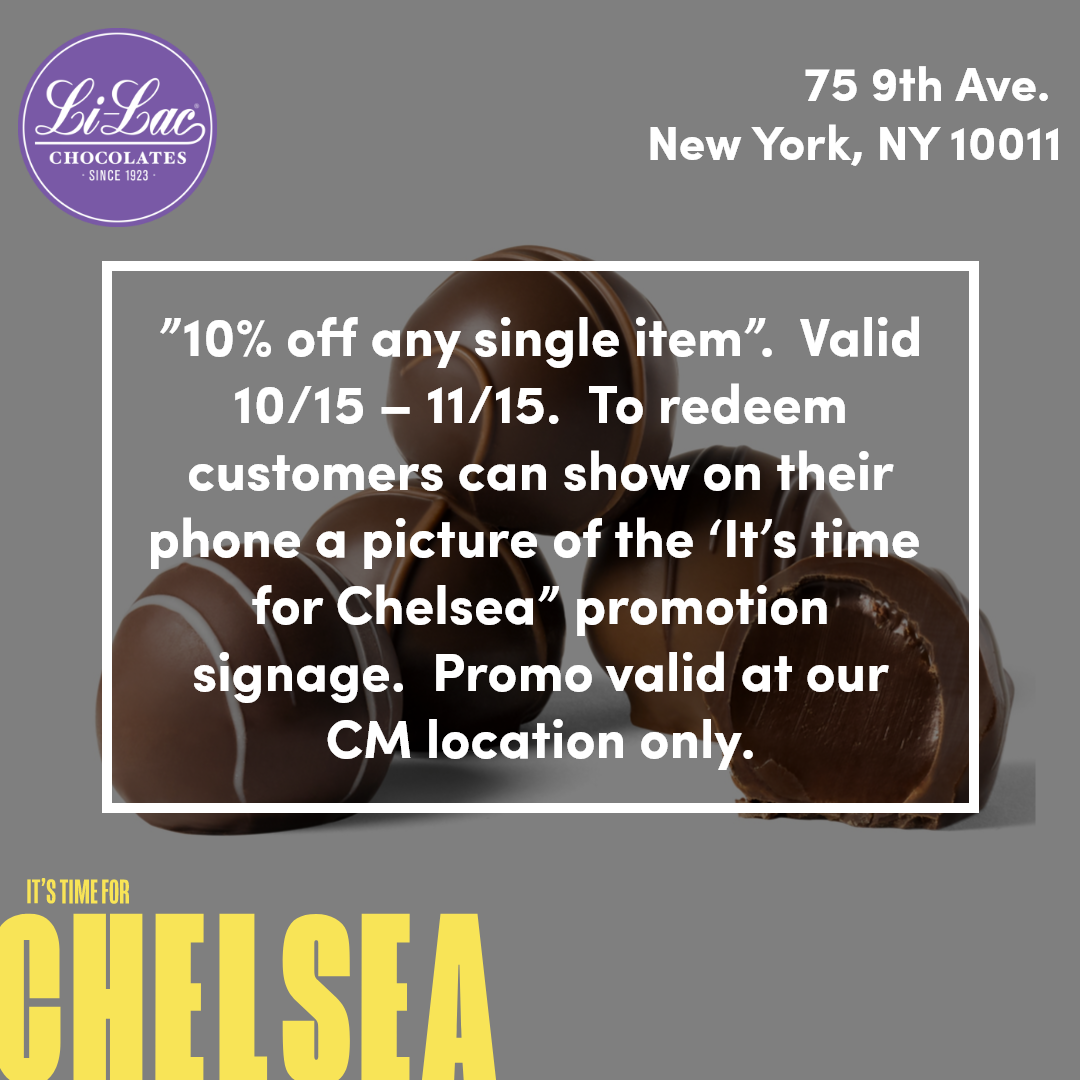 Li-Lac®
CHOCOLATES
· SINCE 1923 ·
75 9th Ave.
New York, NY 10011
”10% off any single item”.  Valid
10/15 – 11/15.  To redeem
customers can show on their
phone a picture of the ‘It’s time
for Chelsea” promotion
signage.  Promo valid at our
CM location only.
IT’S TIME FOR
CHELSEA